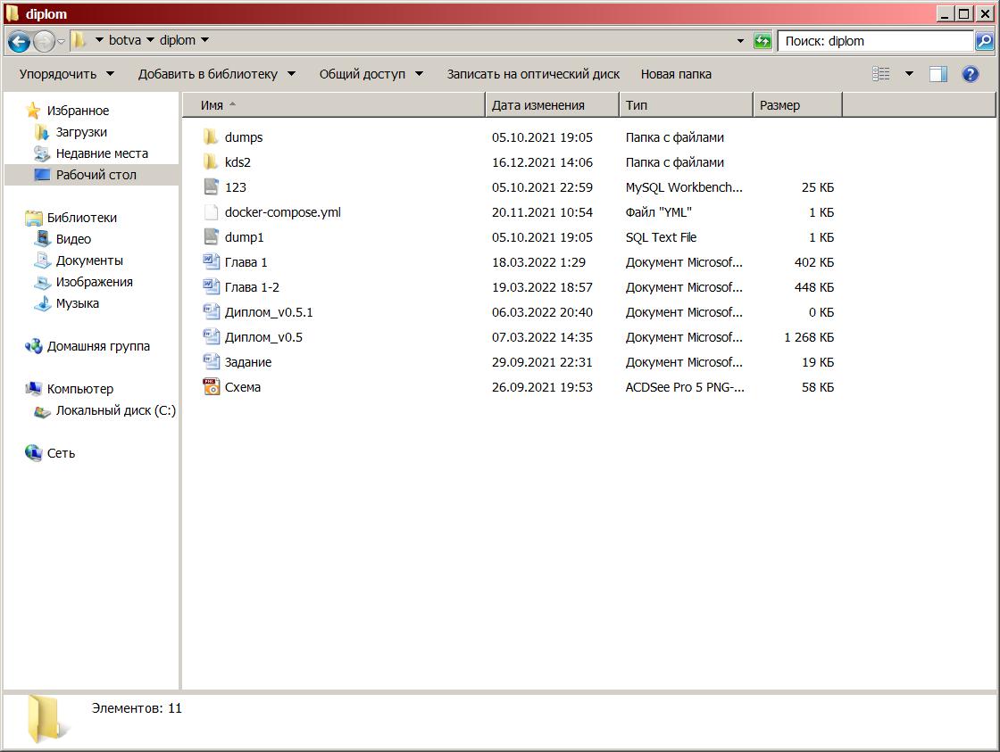 diplom
botva diplom Поиск: diplom
Упорядочить Добавить в библиотеку Общий доступ Записать на оптический диск Новая папка
Избранное
Загрузки
Недавние места
Рабочий стол
Библиотеки
Видео
Документы
Изображения
Музыка
Домашняя группа
Компьютер
Локальный диск (C:)
Сеть
Имя Дата изменения Тип Размер
dumps 05.10.2021 19:05 Папка с файлами
kds2 16.12.2021 14:06 Папка с файлами
123 05.10.2021 22:59 MySQL Workbench... 25 КБ
docker-compose.yml 20.11.2021 10:54 Файл "YML" 1 КБ
dump1 05.10.2021 19:05 SQL Text File 1 КБ
Глава 1 18.03.2022 1:29 Документ Microsof... 402 КБ
Глава 1-2 19.03.2022 18:57 Документ Microsof... 448 КБ
Диплом_v0.5.1 06.03.2022 20:40 Документ Microsof... 0 КБ
Диплом_v0.5 07.03.2022 14:35 Документ Microsof... 1 268 КБ
Задание 29.09.2021 22:31 Документ Microsof... 19 КБ
Схема 26.09.2021 19:53 ACDSee Pro 5 PNG-... 58 КБ
Элементов: 11